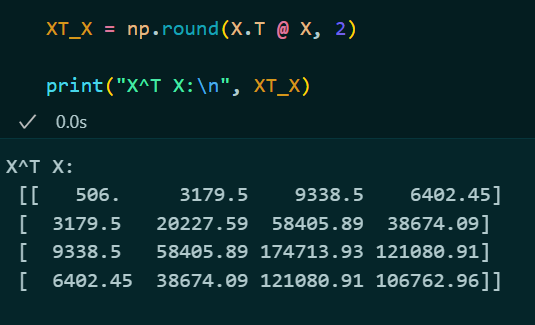 XT_X = np.round(X.T @ X, 2)
print("X^T X:\n", XT_X)
0.0s
X^T X:
[[   506.     3179.5    9338.5    6402.45]
[  3179.5   20227.59  58405.89  38674.09]
[  9338.5   58405.89 174713.93 121080.91]
[  6402.45  38674.09 121080.91 106762.96]]